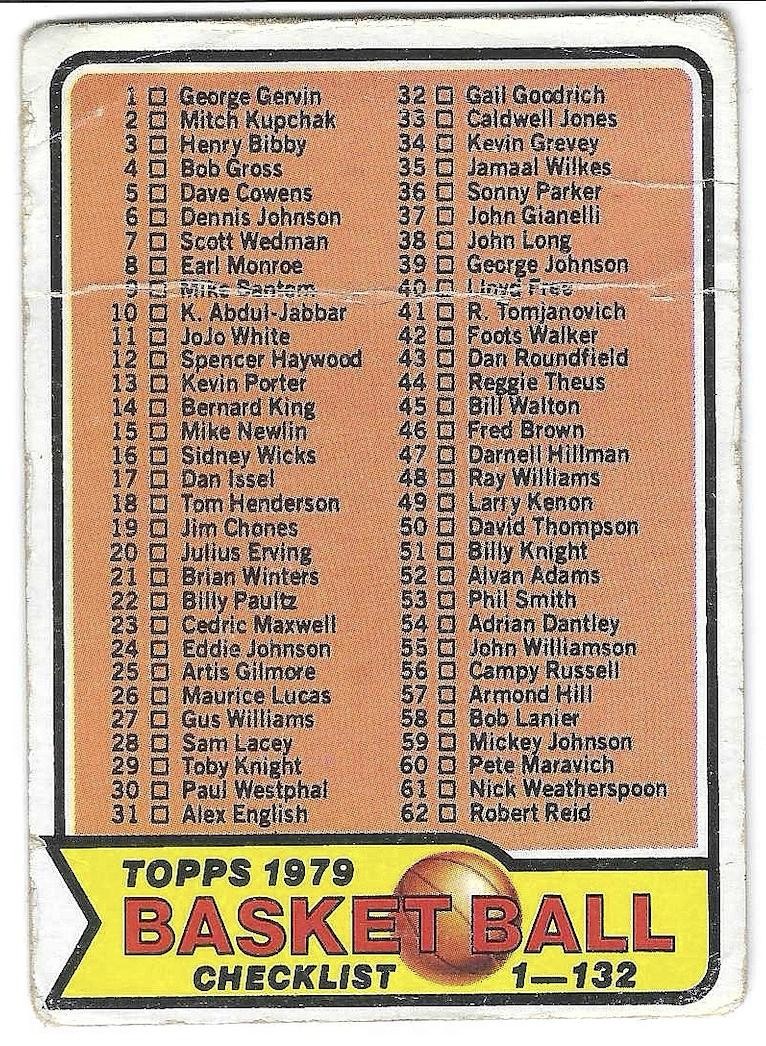 1 George Gervin
2 Mitch Kupchak
3 Henry Bibby
4 Bob Gross
5 Dave Cowens
6 Dennis Johnson
7 Scott Wedman
8 Earl Monroe
9 Mike Bantom
10 K. Abdul-Jabbar
11 JoJo White
12 Spencer Haywood
13 Kevin Porter
14 Bernard King
15 Mike Newlin
16 Sidney Wicks
17 Dan Issel
18 Tom Henderson
19 Jim Chones
20 Julius Erving
21 Brian Winters
22 Billy Paultz
23 Cedric Maxwell
24 Eddie Johnson
25 Artis Gilmore
26 Maurice Lucas
27 Gus Williams
28 Sam Lacey
29 Toby Knight
30 Paul Westphal
31 Alex English
32 Gail Goodrich
33 Caldwell Jones
34 Kevin Grevey
35 Jamaal Wilkes
36 Sonny Parker
37 John Gianelli
38 John Long
39 George Johnson
40 Lloyd Free
41 R. Tomjanovich
42 Foots Walker
43 Dan Roundfield
44 Reggie Theus
45 Bill Walton
46 Fred Brown
47 Darnell Hillman
48 Ray Williams
49 Larry Kenon
50 David Thompson
51 Billy Knight
52 Alvan Adams
53 Phil Smith
54 Adrian Dantley
55 John Williamson
56 Campy Russell
57 Armond Hill
58 Bob Lanier
59 Mickey Johnson
60 Pete Maravich
61 Nick Weatherspoon
62 Robert Reid
TOPPS 1979
BASKETBALL
CHECKLIST 1—132